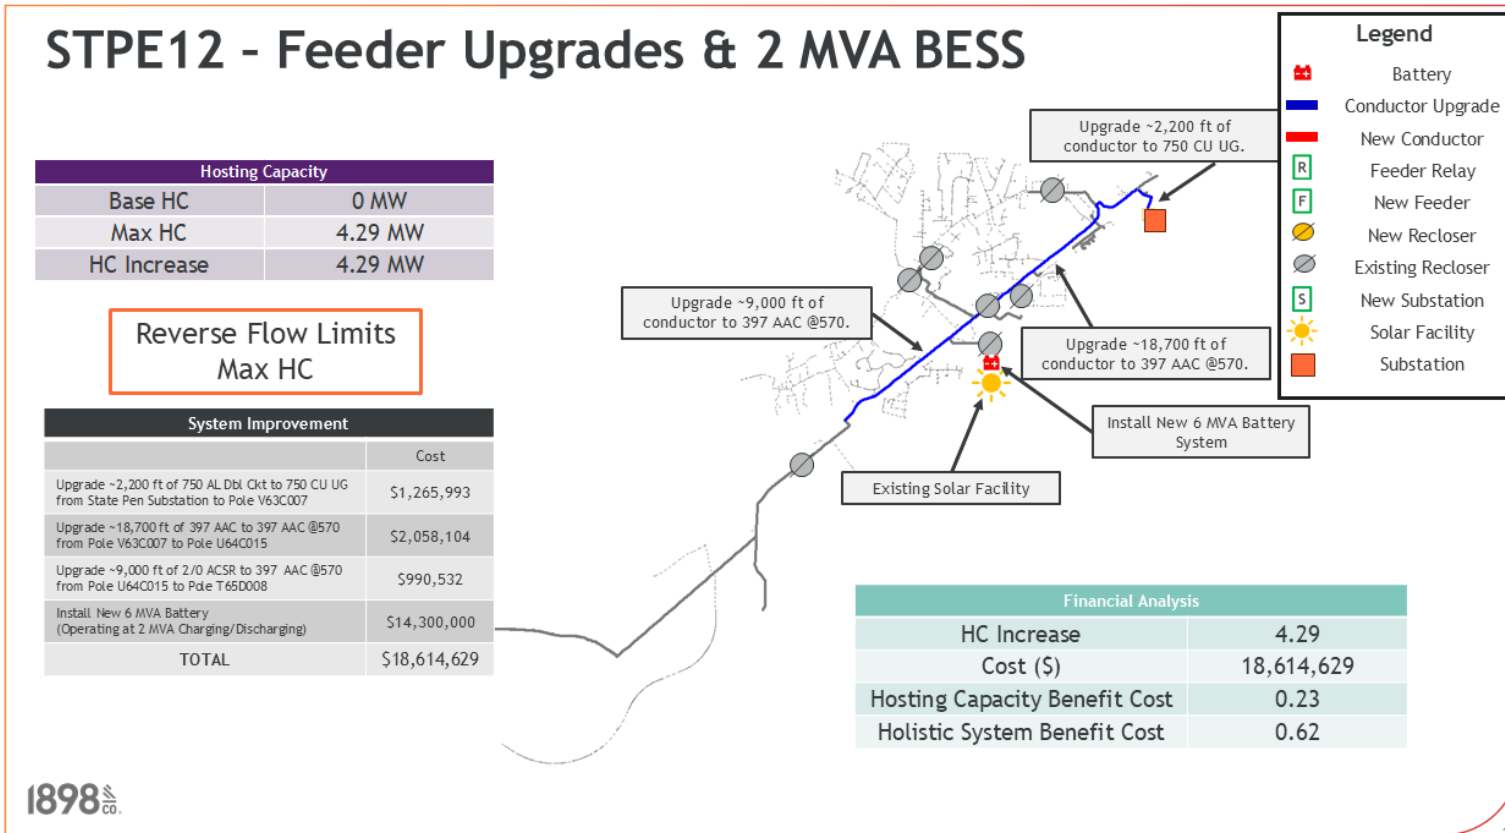 STPE12 – Feeder Upgrades & 2 MVA BESS
Hosting Capacity
Base HC 0 MW
Max HC 4.29 MW
HC Increase 4.29 MW
Reverse Flow Limits
Max HC
System Improvement
Cost
Upgrade ~2,200 ft of 750 AL Dbl Ckt to 750 CU UG
from State Pen Substation to Pole V63C007
$1,265,993
Upgrade ~18,700 ft of 397 AAC to 397 AAC @570
from Pole V63C007 to Pole U64C015
$2,058,104
Upgrade ~9,000 ft of 2/0 ACSR to 397 AAC @570
from Pole U64C015 to Pole T65D008
$990,532
Install New 6 MVA Battery
(Operating at 2 MVA Charging/Discharging)
$14,300,000
TOTAL $18,614,629
Upgrade ~2,200 ft of
conductor to 750 CU UG.
Upgrade ~9,000 ft of
conductor to 397 AAC @570.
Upgrade ~18,700 ft of
conductor to 397 AAC @570.
Install New 6 MVA Battery
System
Existing Solar Facility
Legend
Battery
Conductor Upgrade
New Conductor
R Feeder Relay
F New Feeder
New Recloser
Existing Recloser
S New Substation
Solar Facility
Substation
Financial Analysis
HC Increase 4.29
Cost ($) 18,614,629
Hosting Capacity Benefit Cost 0.23
Holistic System Benefit Cost 0.62
1898 & CO.